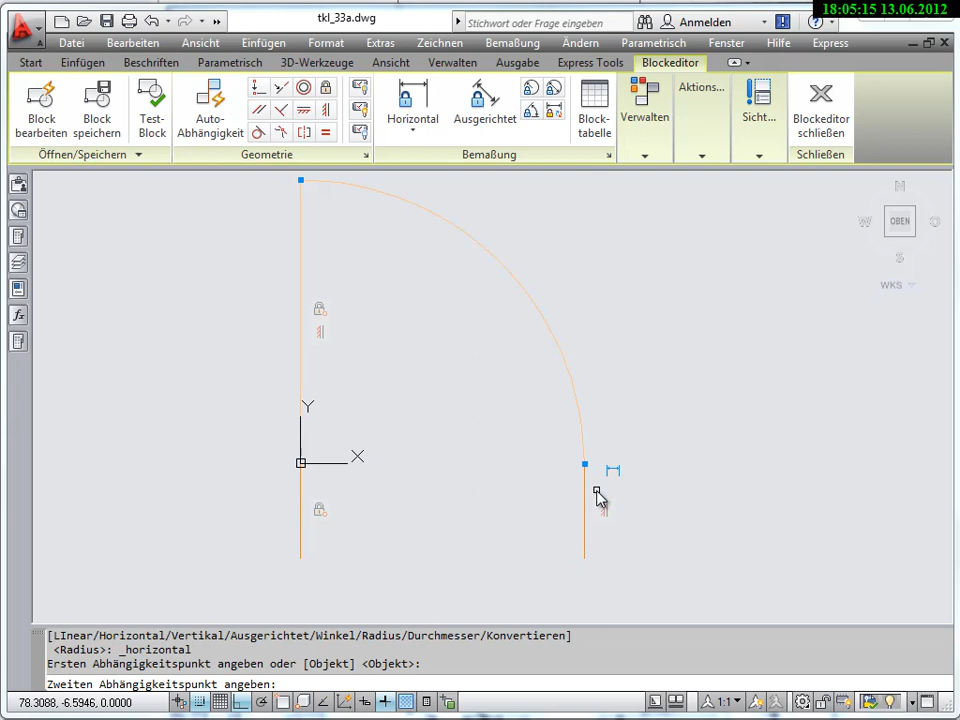 18:05:15 13.06.2012
tkl_33a.dwg
Stichwort oder Frage eingeben
Anmelden
Datei Bearbeiten Ansicht Einfügen Format Extras Zeichnen Bemaßung Ändern Parametrisch Fenster Hilfe Express
Start Einfügen Beschriften Parametrisch 3D-Werkzeuge Ansicht Verwalten Ausgabe Express Tools Blockeditor
Block bearbeiten
Block speichern
Test-Block
Auto-Abhängigkeit
Horizontal
Ausgerichtet
Block-tabelle
Verwalten
Aktions...
Sicht...
Blockeditor schließen
Öffnen/Speichern Geometrie Bemaßung Schließen
N
W OBEN O
S
WKS
Y
X
[LInear/Horizontal/Vertikal/Ausgerichtet/Winkel/Radius/Durchmesser/Konvertieren]
<Radius>: _horizontal
Ersten Abhängigkeitspunkt angeben oder [Objekt] <Objekt>:
Zweiten Abhängigkeitspunkt angeben:
78.3088, -6.5946, 0.0000
1:1